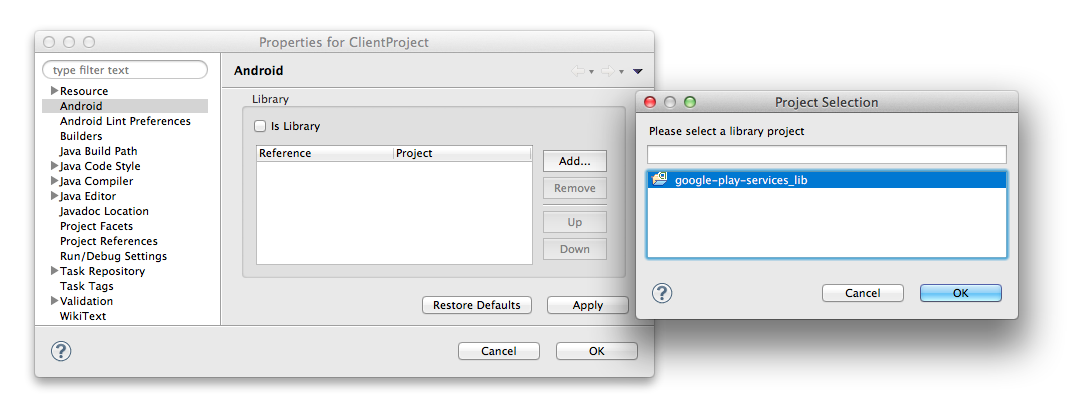 Properties for ClientProject
type filter text
Resource
Android
Android Lint Preferences
Builders
Java Build Path
Java Code Style
Java Compiler
Java Editor
Javadoc Location
Project Facets
Project References
Run/Debug Settings
Task Repository
Task Tags
Validation
WikiText
Android
Library
Is Library
Reference Project
Add...
Remove
Up
Down
Restore Defaults Apply
? Cancel OK
Project Selection
Please select a library project
google-play-services_lib
? Cancel OK